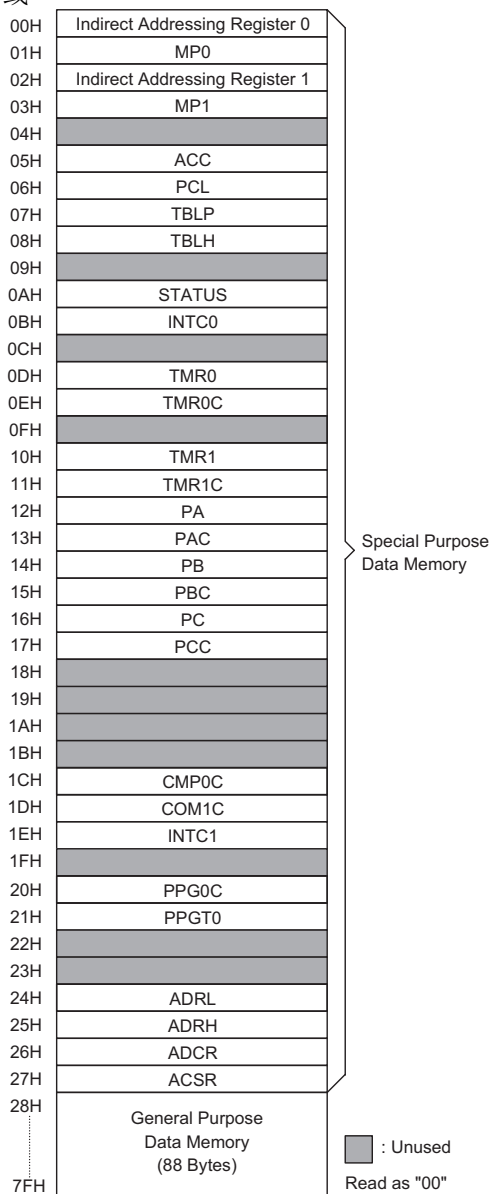 00H Indirect Addressing Register 0
01H MP0
02H Indirect Addressing Register 1
03H MP1
04H
05H ACC
06H PCL
07H TBLP
08H TBLH
09H
0AH STATUS
0BH INTC0
0CH
0DH TMR0
0EH TMR0C
0FH
10H TMR1
11H TMR1C
12H PA
13H PAC
14H PB
15H PBC
16H PC
17H PCC
18H
19H
1AH
1BH
1CH CMP0C
1DH COM1C
1EH INTC1
1FH
20H PPG0C
21H PPGT0
22H
23H
24H ADRL
25H ADRH
26H ADCR
27H ACSR
28H
General Purpose
Data Memory
(88 Bytes)
7FH
Special Purpose
Data Memory
: Unused
Read as "00"